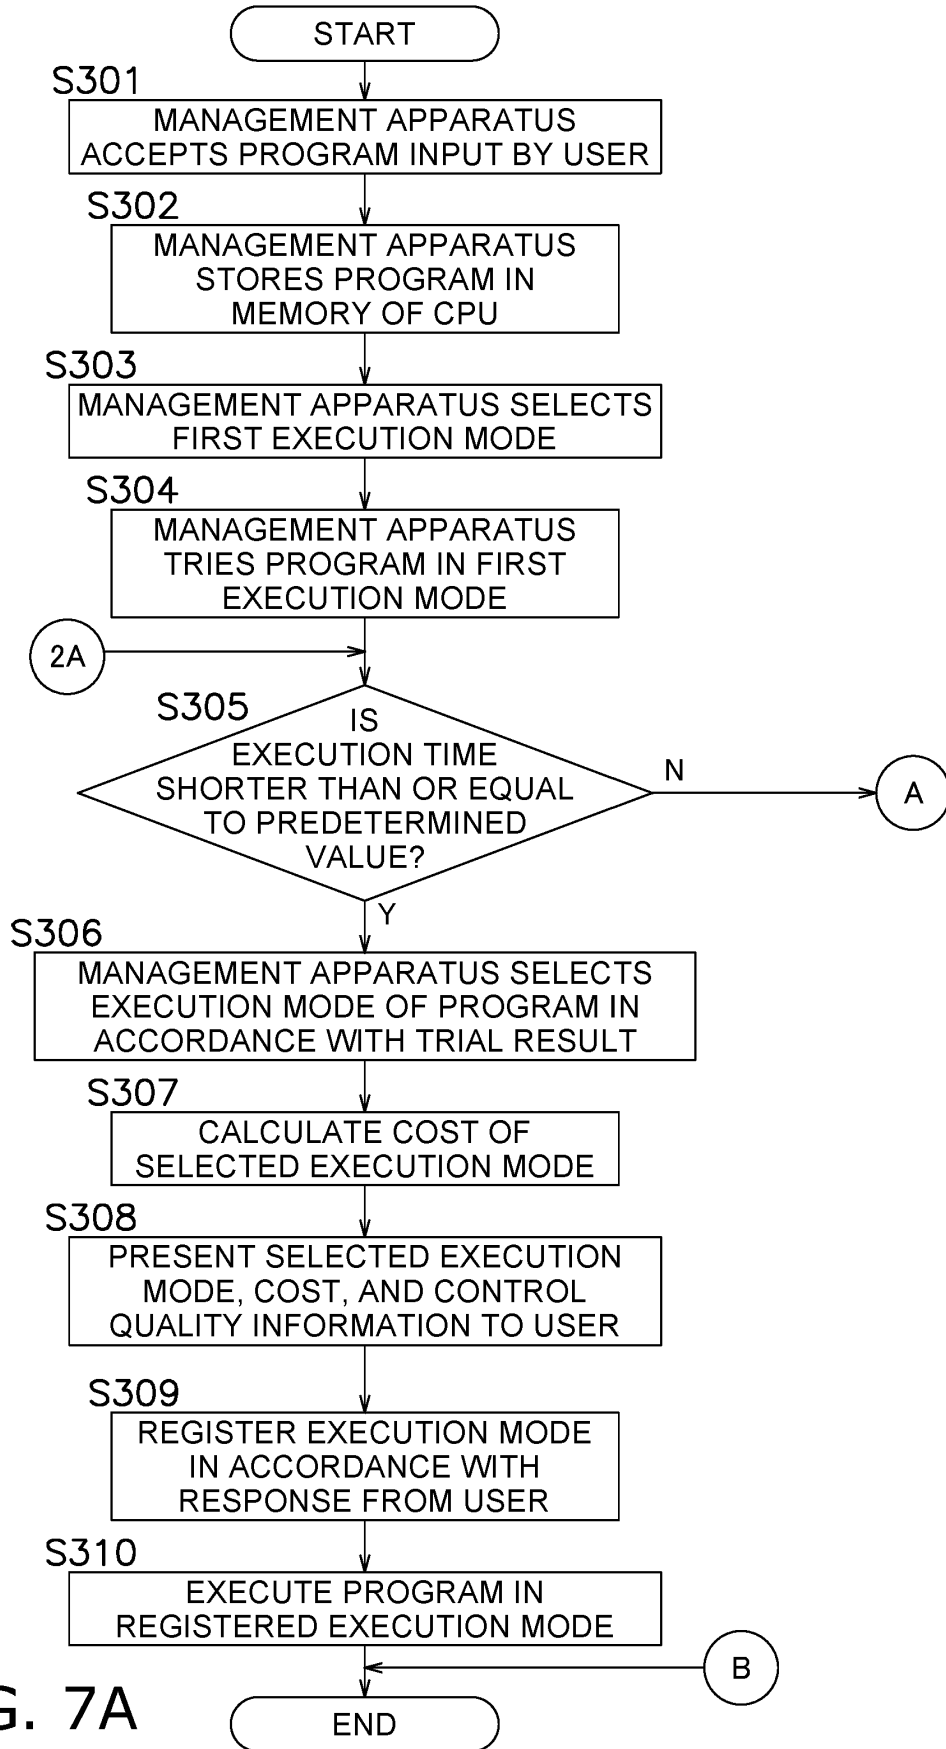 START
S301
MANAGEMENT APPARATUS
ACCEPTS PROGRAM INPUT BY USER
S302
MANAGEMENT APPARATUS
STORES PROGRAM IN
MEMORY OF CPU
S303
MANAGEMENT APPARATUS SELECTS
FIRST EXECUTION MODE
S304
MANAGEMENT APPARATUS
TRIES PROGRAM IN FIRST
EXECUTION MODE
2A
S305
IS
EXECUTION TIME
SHORTER THAN OR EQUAL
TO PREDETERMINED
VALUE?
N
A
Y
S306
MANAGEMENT APPARATUS SELECTS
EXECUTION MODE OF PROGRAM IN
ACCORDANCE WITH TRIAL RESULT
S307
CALCULATE COST OF
SELECTED EXECUTION MODE
S308
PRESENT SELECTED EXECUTION
MODE, COST, AND CONTROL
QUALITY INFORMATION TO USER
S309
REGISTER EXECUTION MODE
IN ACCORDANCE WITH
RESPONSE FROM USER
S310
EXECUTE PROGRAM IN
REGISTERED EXECUTION MODE
B
END
G. 7A